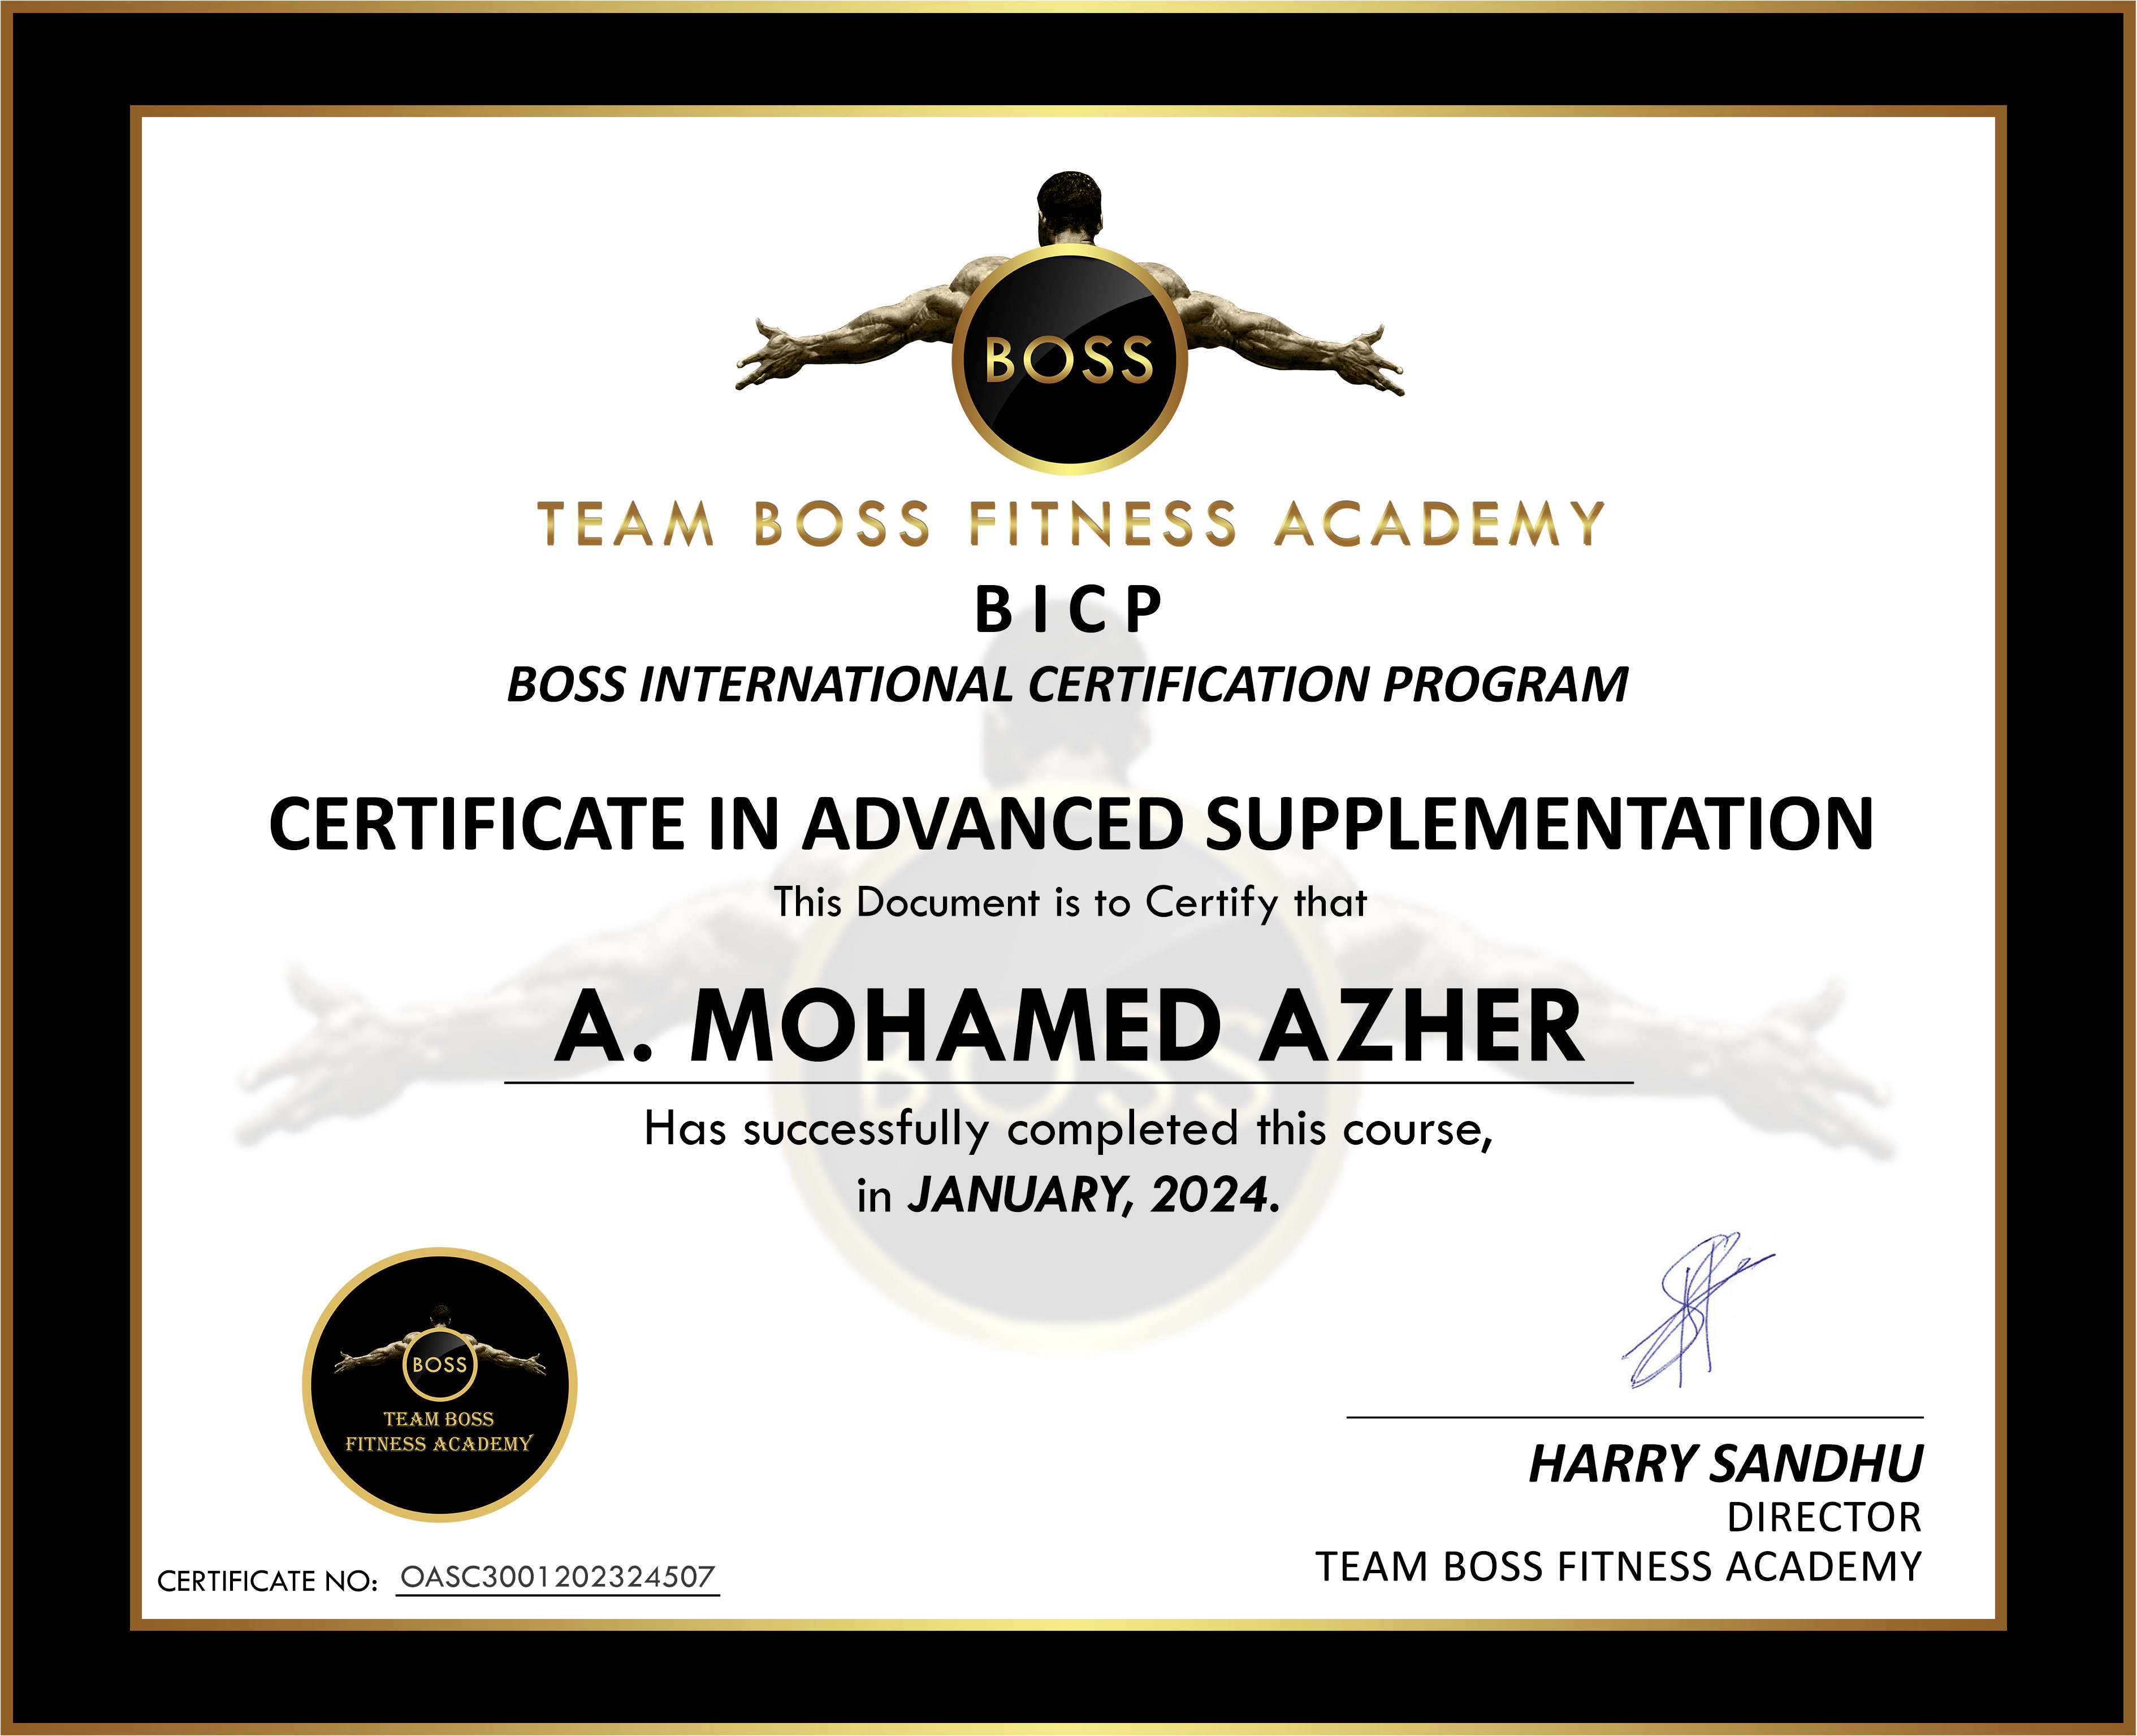 BOSS
TEAM BOSS FITNESS ACADEMY
BICP
BOSS INTERNATIONAL CERTIFICATION PROGRAM
CERTIFICATE IN ADVANCED SUPPLEMENTATION
This Document is to Certify that
A. MOHAMED AZHER
BOSS
Has successfully completed this course,
in JANUARY, 2024.
BOSS
TEAM BOSS
FITNESS ACADEMY
HARRY SANDHU
DIRECTOR
TEAM BOSS FITNESS ACADEMY
CERTIFICATE NO: OASC3001202324507